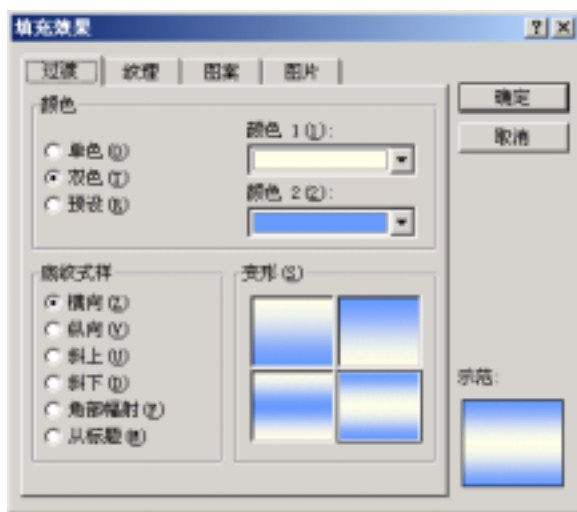 填充效果
过渡 纹理 图案 图片
确定
取消
颜色
单色(O)
双色(T)
预设(R)
颜色 1(1):
颜色 2(2):
底纹式样
横向(Z)
纵向(V)
斜上(U)
斜下(D)
角部幅射(F)
从标题(M)
变形(S)
示范: